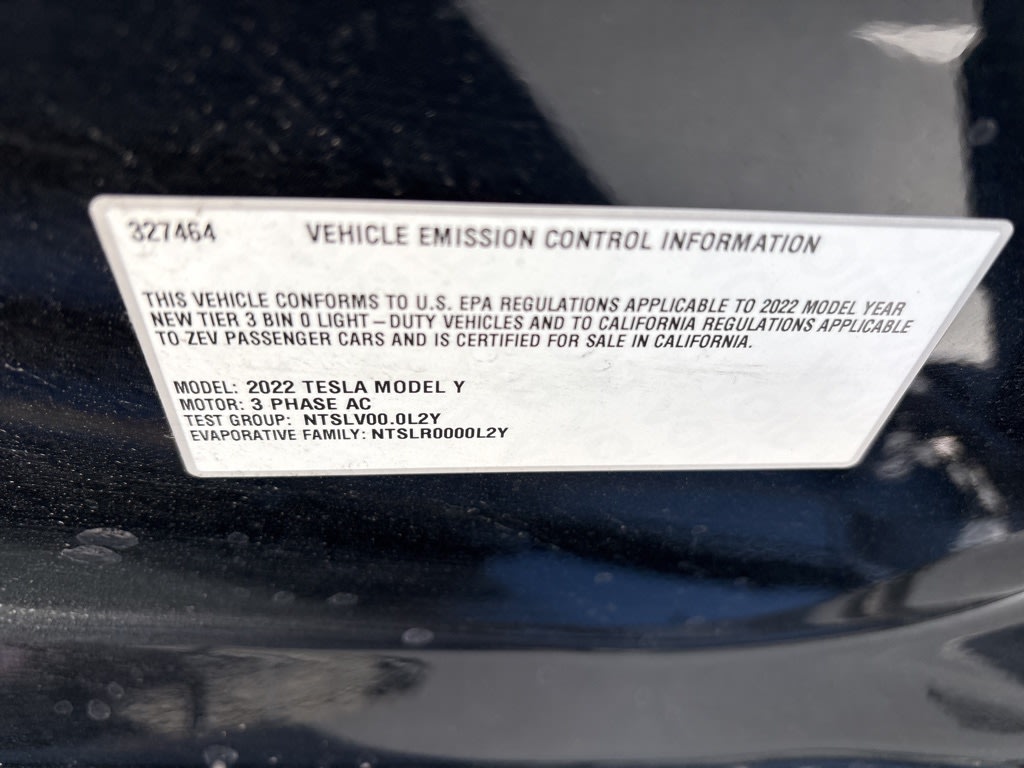 327464 VEHICLE EMISSION CONTROL INFORMATION
THIS VEHICLE CONFORMS TO U.S. EPA REGULATIONS APPLICABLE TO 2022 MODEL YEAR
NEW TIER 3 BIN 0 LIGHT-DUTY VEHICLES AND TO CALIFORNIA REGULATIONS APPLICABLE
TO ZEV PASSENGER CARS AND IS CERTIFIED FOR SALE IN CALIFORNIA.
MODEL: 2022 TESLA MODEL Y
MOTOR: 3 PHASE AC
TEST GROUP: NTSLV00.0L2Y
EVAPORATIVE FAMILY: NTSLR0000L2Y